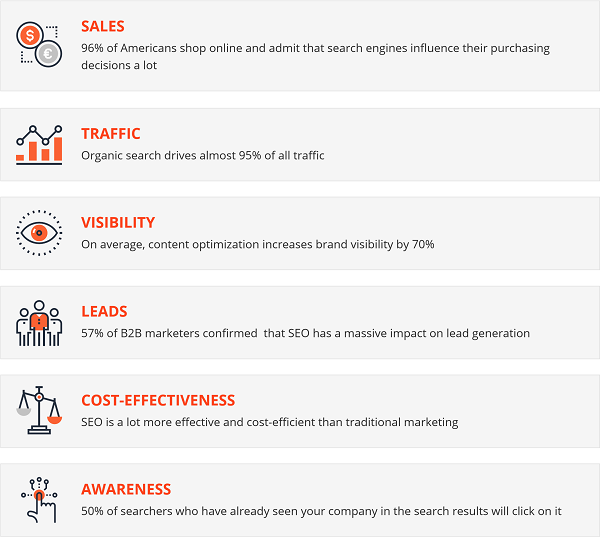 SALES
96% of Americans shop online and admit that search engines influence their purchasing
decisions a lot
TRAFFIC
Organic search drives almost 95% of all traffic
VISIBILITY
On average, content optimization increases brand visibility by 70%
LEADS
57% of B2B marketers confirmed  that SEO has a massive impact on lead generation
COST-EFFECTIVENESS
SEO is a lot more effective and cost-efficient than traditional marketing
AWARENESS
50% of searchers who have already seen your company in the search results will click on it